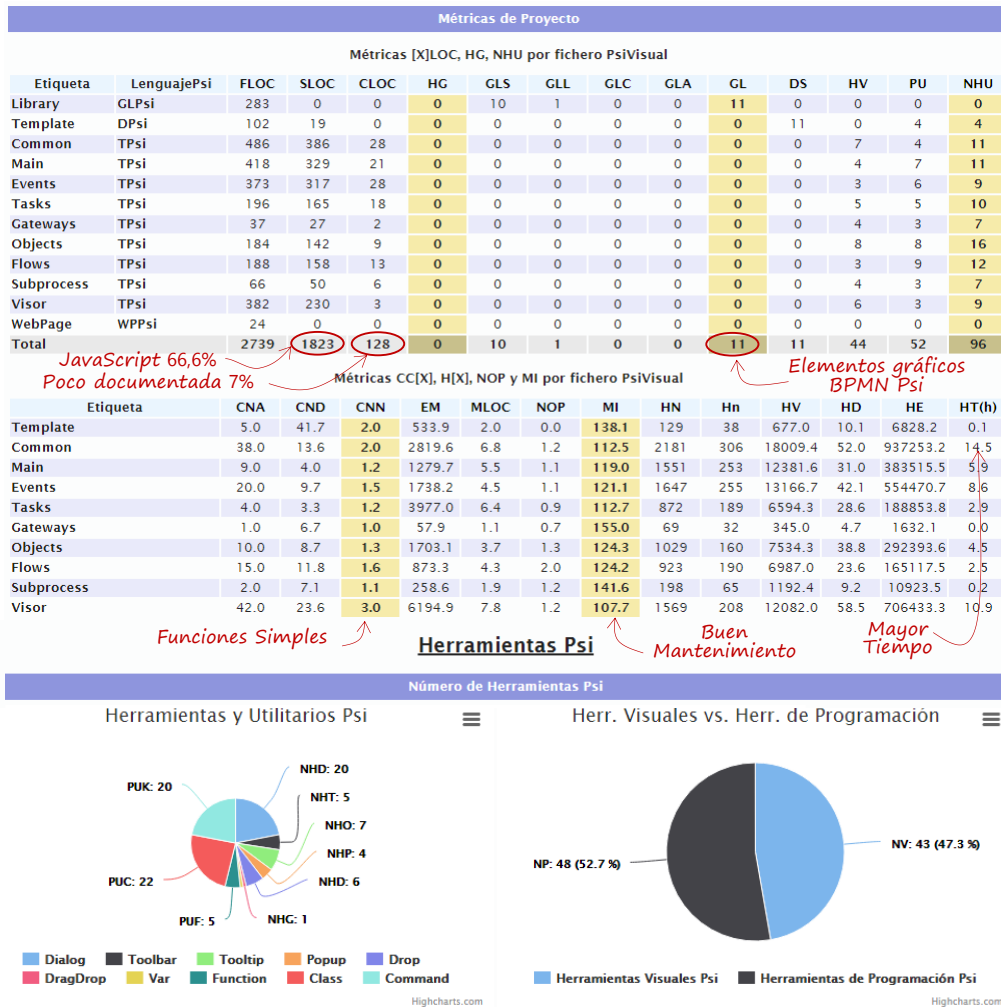 Métricas de Proyecto
Métricas [X]LOC, HG, NHU por fichero PsiVisual
Etiqueta LenguajePsi FLOC SLOC CLOC HG GLS GLL GLC GLA GL DS HV PU NHU
Library GLPsi 283 0 0 0 10 1 0 0 11 0 0 0 0
Template DPsi 102 19 0 0 0 0 0 0 0 11 0 4 4
Common TPsi 486 386 28 0 0 0 0 0 0 0 7 4 11
Main TPsi 418 329 21 0 0 0 0 0 0 0 4 7 11
Events TPsi 373 317 28 0 0 0 0 0 0 0 3 6 9
Tasks TPsi 196 165 18 0 0 0 0 0 0 0 5 5 10
Gateways TPsi 37 27 2 0 0 0 0 0 0 0 4 3 7
Objects TPsi 184 142 9 0 0 0 0 0 0 0 8 8 16
Flows TPsi 188 158 13 0 0 0 0 0 0 0 3 9 12
Subprocess TPsi 66 50 6 0 0 0 0 0 0 0 4 3 7
Visor TPsi 382 230 3 0 0 0 0 0 0 0 6 3 9
WebPage WPPsi 24 0 0 0 0 0 0 0 0 0 0 0 0
Total 2739 1823 128 0 10 1 0 0 11 11 44 52 96
JavaScript 66,6%
Poco documentada 7%
Elementos gráficos
BPMN Psi
Métricas CC[X], H[X], NOP y MI por fichero PsiVisual
Etiqueta CNA CND CNN EM MLOC NOP MI HN Hn HV HD HE HT(h)
Template 5.0 41.7 2.0 533.9 2.0 0.0 138.1 129 38 677.0 10.1 6828.2 0.1
Common 38.0 13.6 2.0 2819.6 6.8 1.2 112.5 2181 306 18009.4 52.0 937253.2 14.5
Main 9.0 4.0 1.2 1279.7 5.5 1.1 119.0 1551 253 12381.6 31.0 383515.5 5.9
Events 20.0 9.7 1.5 1738.2 4.5 1.1 121.1 1647 255 13166.7 42.1 554470.7 8.6
Tasks 4.0 3.3 1.2 3977.0 6.4 0.9 112.7 872 189 6594.3 28.6 188853.8 2.9
Gateways 1.0 6.7 1.0 57.9 1.1 0.7 155.0 69 32 345.0 4.7 1632.1 0.0
Objects 10.0 8.7 1.3 1703.1 3.7 1.3 124.3 1029 160 7534.3 38.8 292393.6 4.5
Flows 15.0 11.8 1.6 873.3 4.3 2.0 124.2 923 190 6987.0 23.6 165117.5 2.5
Subprocess 2.0 7.1 1.1 258.6 1.9 1.2 141.6 198 65 1192.4 9.2 10923.5 0.2
Visor 42.0 23.6 3.0 6194.9 7.8 1.2 107.7 1569 208 12082.0 58.5 706433.3 10.9
Funciones Simples
Buen
Mantenimiento
Mayor
Tiempo
Herramientas Psi
Número de Herramientas Psi
Herramientas y Utilitarios Psi
NHD: 20
NHT: 5
NHO: 7
NHP: 4
NHD: 6
NHG: 1
PUF: 5
PUC: 22
PUK: 20
Dialog Toolbar Tooltip Popup Drop
DragDrop Var Function Class Command
Highcharts.com
Herr. Visuales vs. Herr. de Programación
NV: 43 (47.3 %)
NP: 48 (52.7 %)
Herramientas Visuales Psi Herramientas de Programación Psi
Highcharts.com